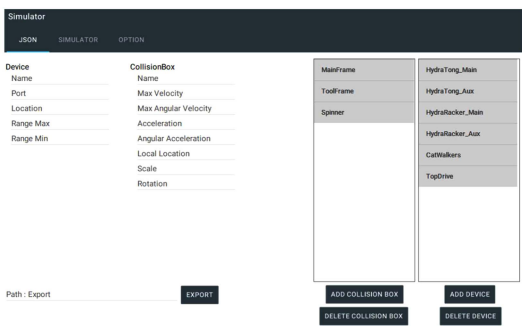 Simulator
JSON SIMULATOR OPTION
Device
Name
Port
Location
Range Max
Range Min
CollisionBox
Name
Max Velocity
Max Angular Velocity
Acceleration
Angular Acceleration
Local Location
Scale
Rotation
MainFrame
ToolFrame
Spinner
HydraTong_Main
HydraTong_Aux
HydraRacker_Main
HydraRacker_Aux
CatWalkers
TopDrive
Path : Export
EXPORT
ADD COLLISION BOX
ADD DEVICE
DELETE COLLISION BOX
DELETE DEVICE